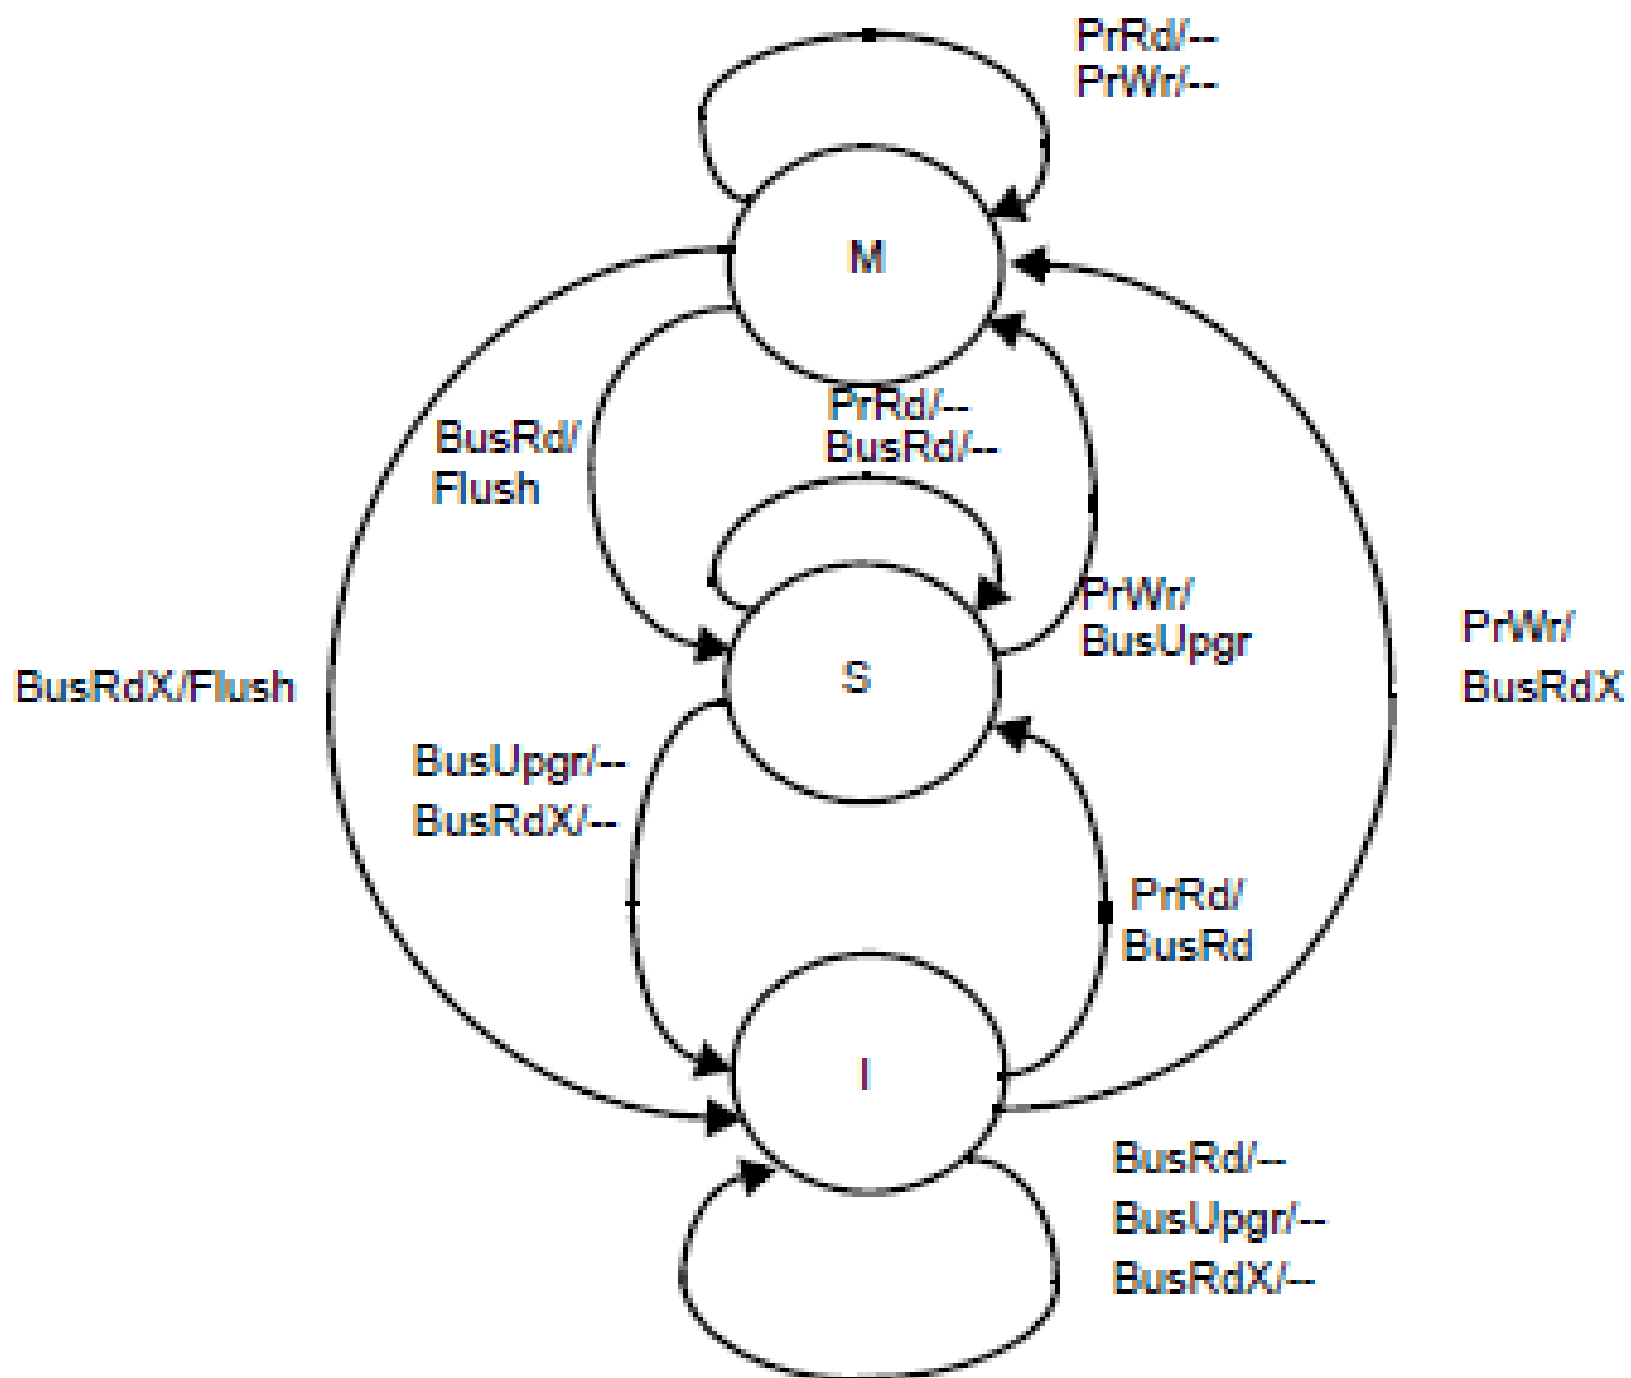 PrRd/--
PrWr/--
M
PrRd/--
BusRd/--
BusRd/
Flush
PrWr/
BusUpgr
PrWr/
BusRdX
S
BusRdX/Flush
BusUpgr/--
BusRdX/--
PrRd/
BusRd
I
BusRd/--
BusUpgr/--
BusRdX/--